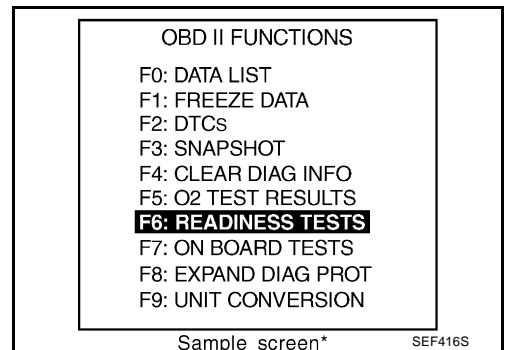 OBD II FUNCTIONS
F0: DATA LIST
F1: FREEZE DATA
F2: DTCs
F3: SNAPSHOT
F4: CLEAR DIAG INFO
F5: O2 TEST RESULTS
F6: READINESS TESTS
F7: ON BOARD TESTS
F8: EXPAND DIAG PROT
F9: UNIT CONVERSION
Sample screen*
SEF416S